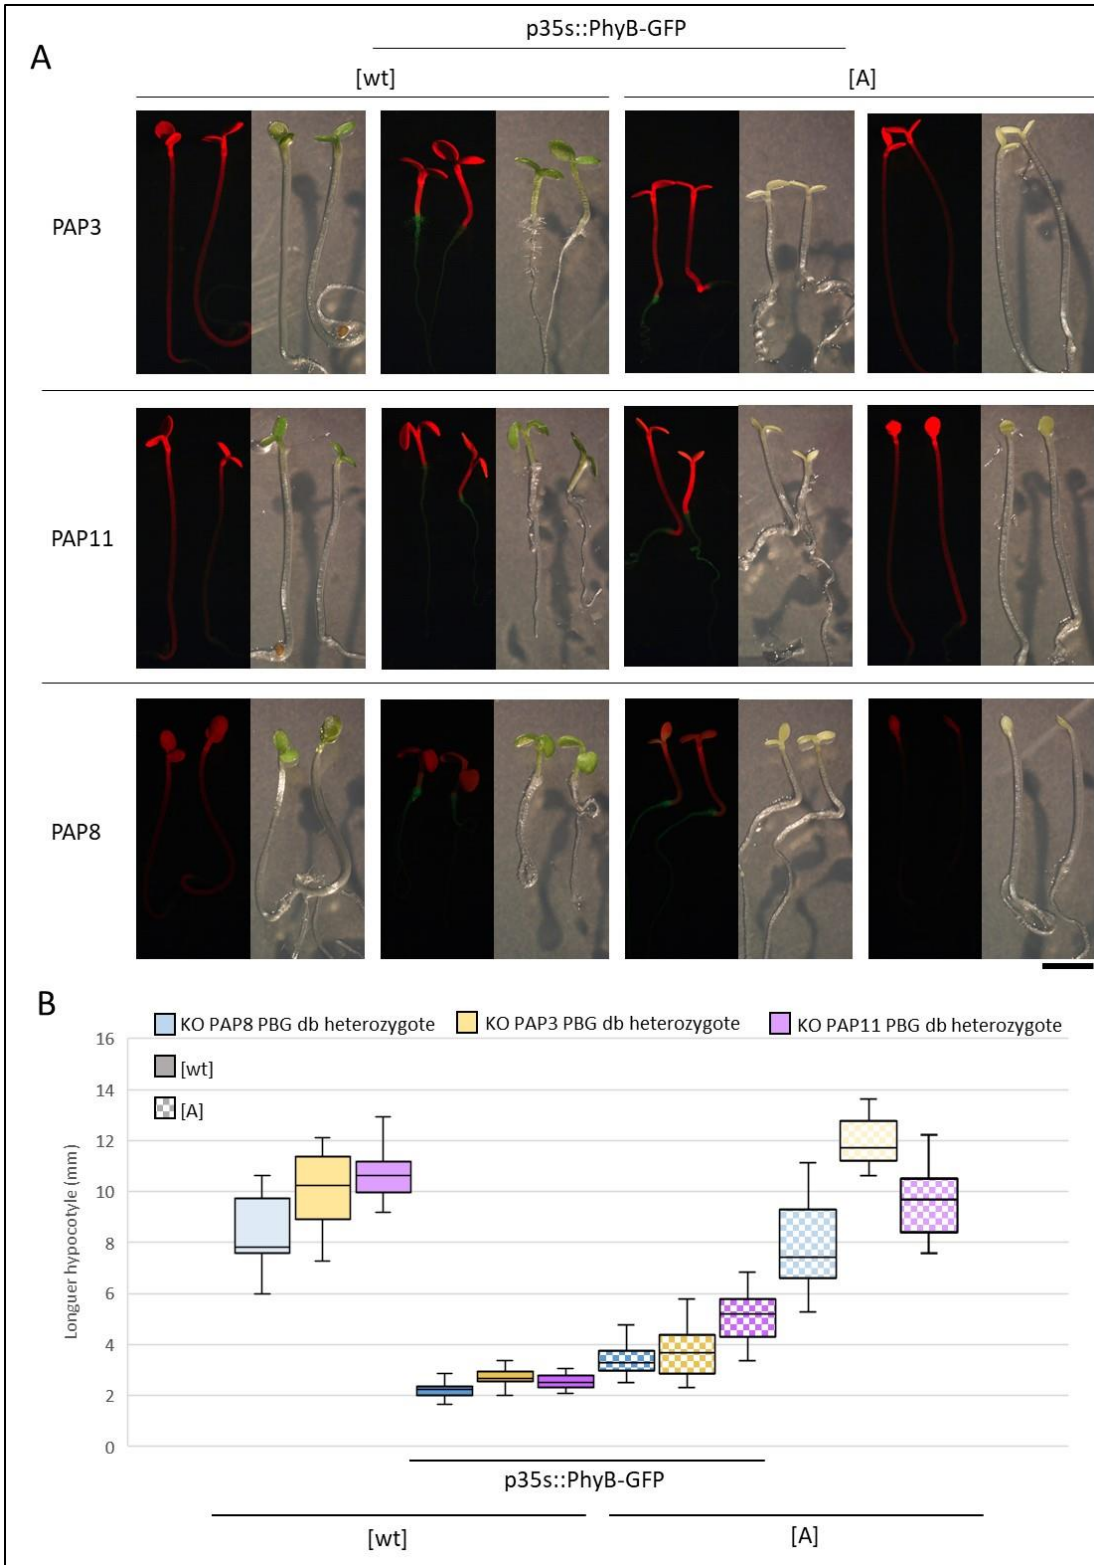 A
p35s::PhyB-GFP
[wt] [A]
PAP3
PAP11
PAP8
B
KO PAP8 PBG db heterozygote KO PAP3 PBG db heterozygote KO PAP11 PBG db heterozygote
[wt]
[A]
16
14
12
10
8
6
4
2
0
Longuer hypocotyle (mm)
p35s::PhyB-GFP
[wt] [A]